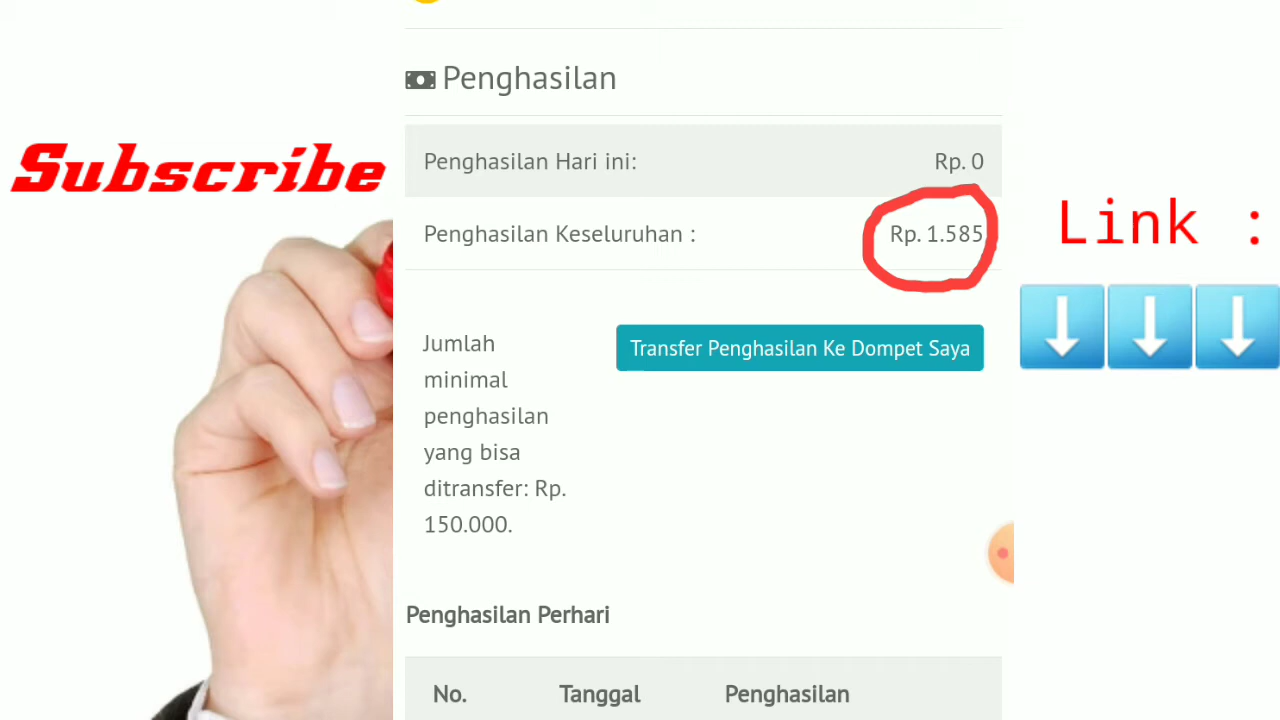 Subscribe
Penghasilan
Penghasilan Hari ini: Rp. 0
Penghasilan Keseluruhan : Rp. 1.585
Jumlah
minimal
penghasilan
yang bisa
ditransfer: Rp.
150.000.
Transfer Penghasilan Ke Dompet Saya
Penghasilan Perhari
No. Tanggal Penghasilan
Link :